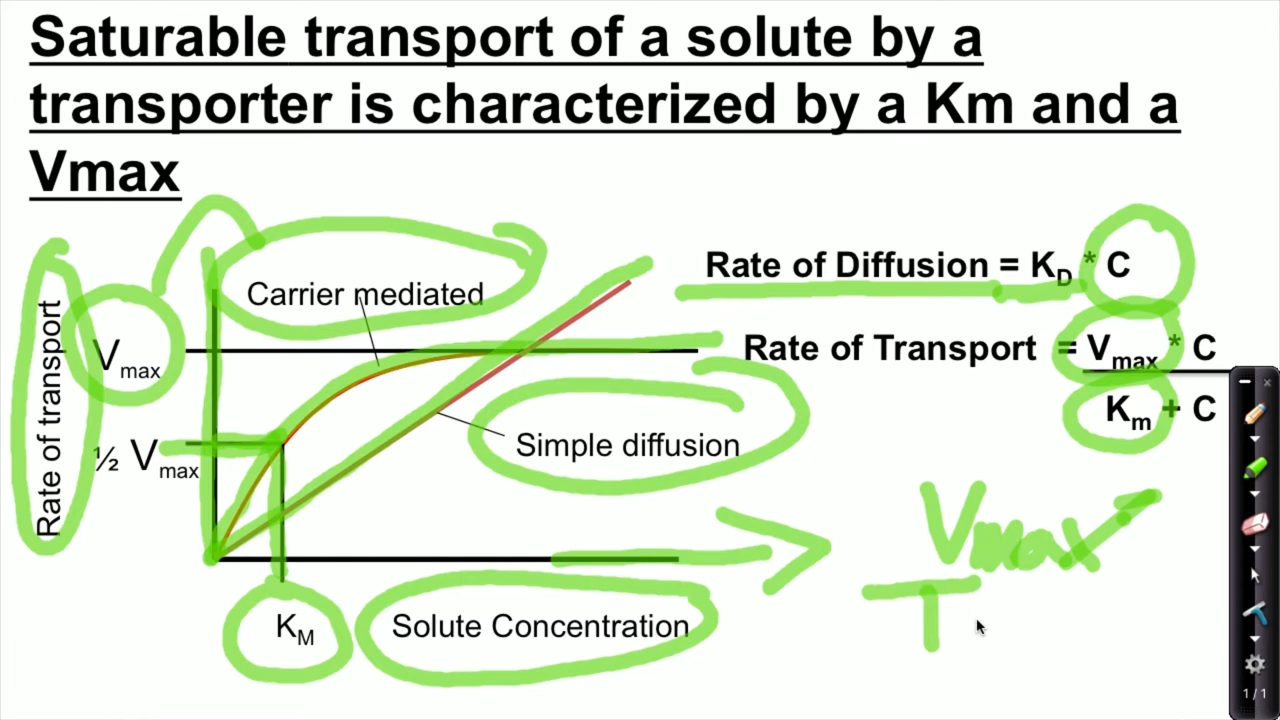 Saturable transport of a solute by a
transporter is characterized by a Km and a
Vmax
Carrier mediated
Rate of Diffusion = KD * C
Rate of transport
Vmax
Rate of Transport = Vmax * C
Km + C
½ Vmax
Simple diffusion
Vmax
T
KM
Solute Concentration
1/1